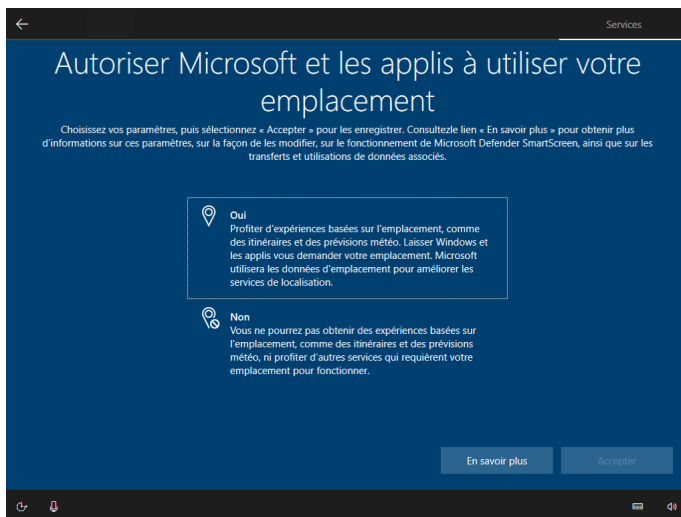 Services
Autoriser Microsoft et les applis à utiliser votre
emplacement
Choisissez vos paramètres, puis sélectionnez « Accepter » pour les enregistrer. Consultezle lien « En savoir plus » pour obtenir plus
d'informations sur ces paramètres, sur la façon de les modifier, sur le fonctionnement de Microsoft Defender SmartScreen, ainsi que sur les
transferts et utilisations de données associés.
Oui
Profiter d'expériences basées sur l'emplacement, comme
des itinéraires et des prévisions météo. Laisser Windows et
les applis vous demander votre emplacement. Microsoft
utilisera les données d'emplacement pour améliorer les
services de localisation.
Non
Vous ne pourrez pas obtenir des expériences basées sur
l'emplacement, comme des itinéraires et des prévisions
météo, ni profiter d'autres services qui requièrent votre
emplacement pour fonctionner.
En savoir plus
Accepter